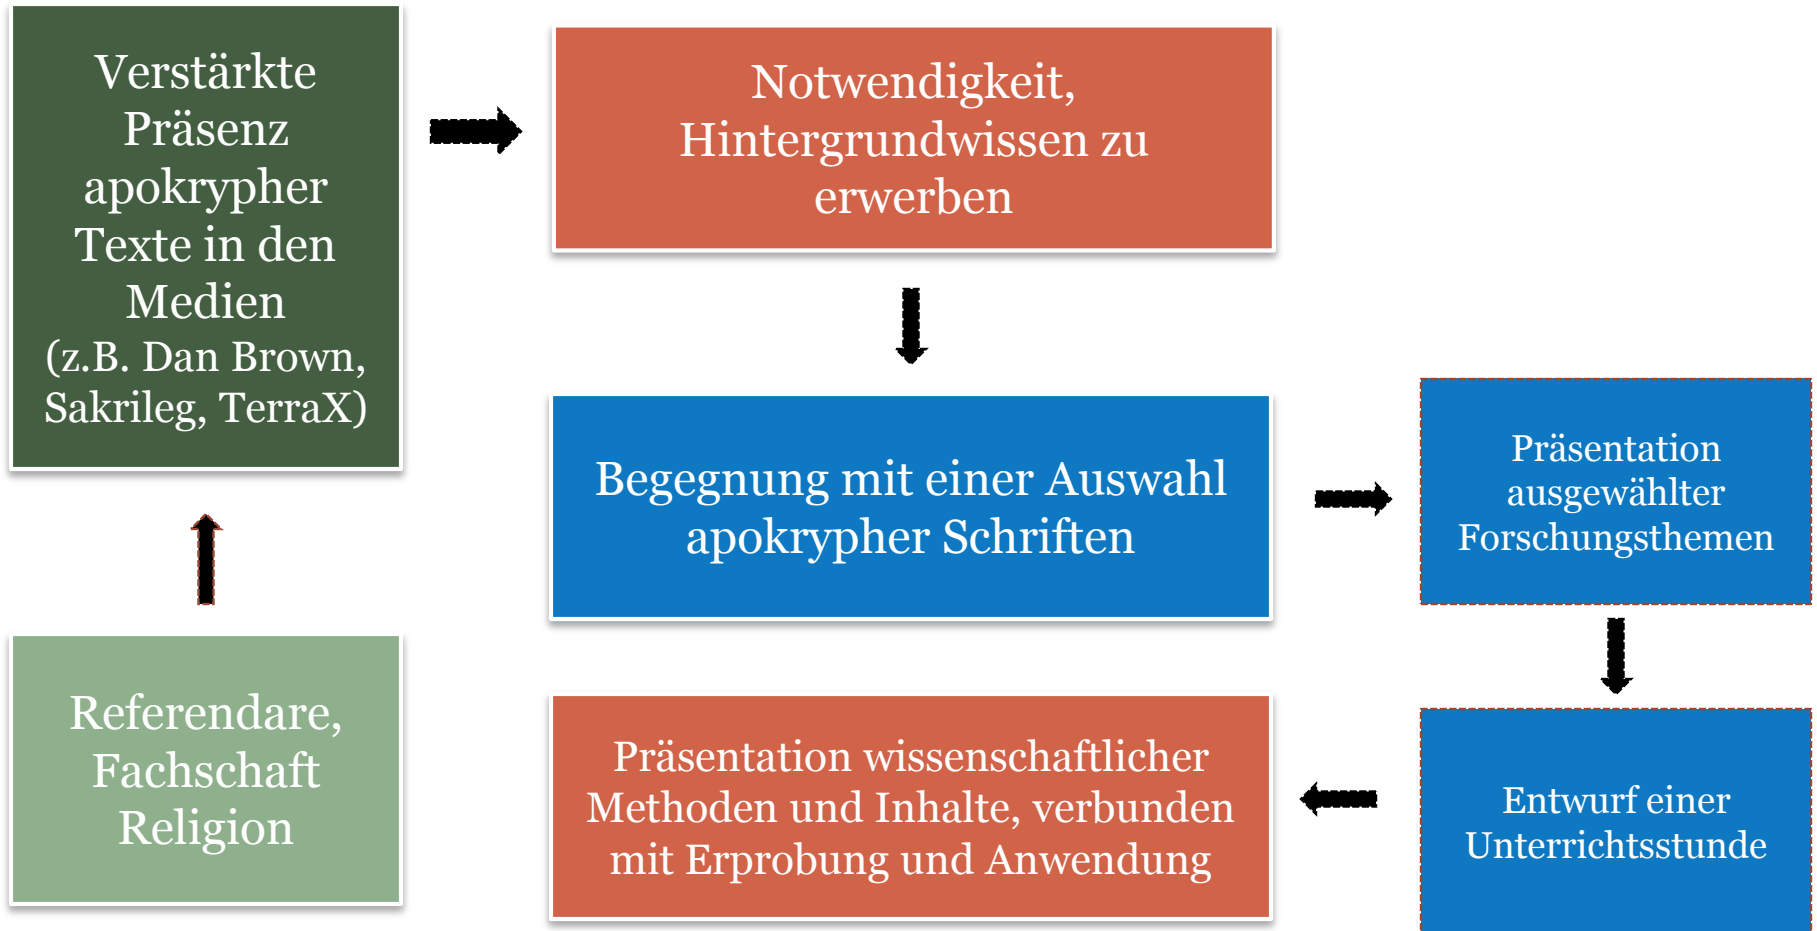 Verstärkte
Präsenz
apokrypher
Texte in den
Medien
(z.B. Dan Brown,
Sakrileg, TerraX)
Notwendigkeit,
Hintergrundwissen zu
erwerben
Begegnung mit einer Auswahl
apokrypher Schriften
Präsentation
ausgewählter
Forschungsthemen
Referendare,
Fachschaft
Religion
Präsentation wissenschaftlicher
Methoden und Inhalte, verbunden
mit Erprobung und Anwendung
Entwurf einer
Unterrichtsstunde